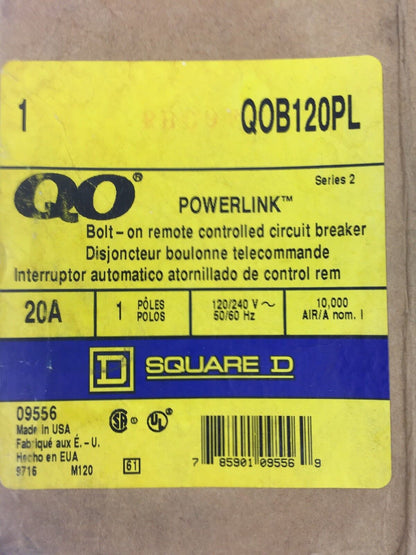 1 QOB120PL
QO Series 2
POWERLINK™
Bolt-on remote controlled circuit breaker
Disjoncteur boulonne telecommande
Interruptor automatico atornillado de control rem
20A 1 PÔLES POLOS 120/240 V ~ 50/60 Hz 10,000 AIR/A nom. I
D SQUARE D
09556
Made in USA
Fabriqué aux É.-U.
Hecho en EUA
9716 M120 61
SA ® UL ®
7 85901 09556 9